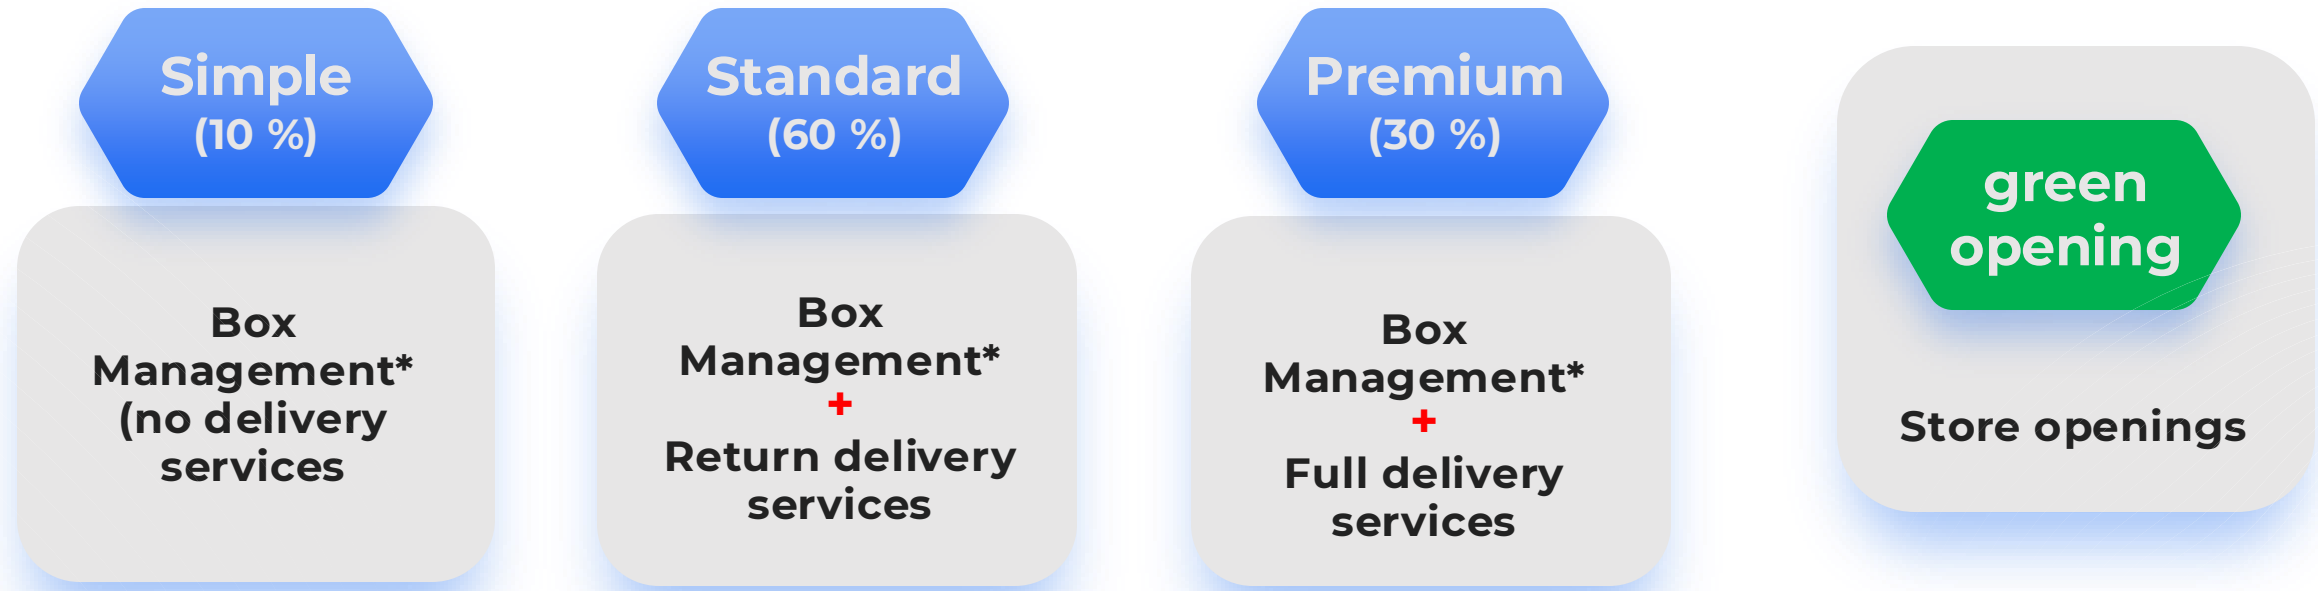 Simple
(10 %)
Box
Management*
(no delivery
services
Standard
(60 %)
Box
Management*
+
Return delivery
services
Premium
(30 %)
Box
Management*
+
Full delivery
services
green
opening
Store openings